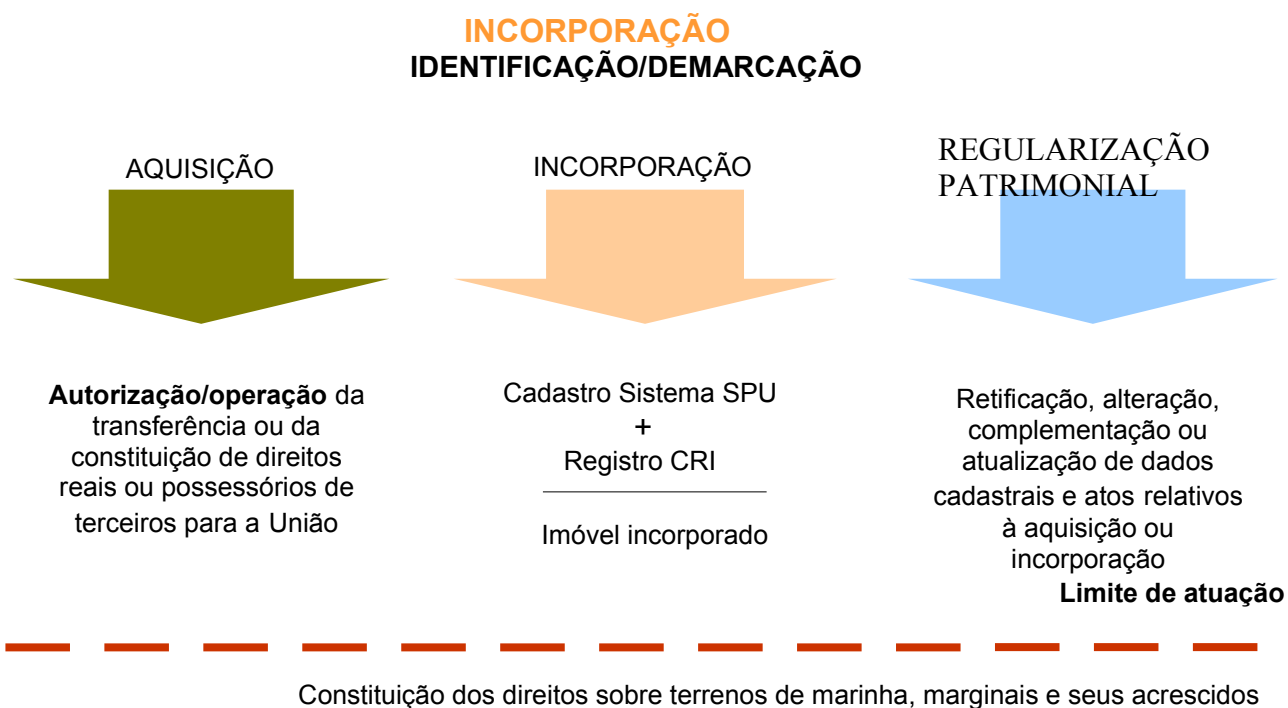 INCORPORAÇÃO
IDENTIFICAÇÃO/DEMARCAÇÃO
AQUISIÇÃO
Autorização/operação da
transferência ou da
constituição de direitos
reais ou possessórios de
terceiros para a União
INCORPORAÇÃO
Cadastro Sistema SPU
+
Registro CRI
Imóvel incorporado
REGULARIZAÇÃO
PATRIMONIAL
Retificação, alteração,
complementação ou
atualização de dados
cadastrais e atos relativos
à aquisição ou
incorporação
Limite de atuação
Constituição dos direitos sobre terrenos de marinha, marginais e seus acrescidos